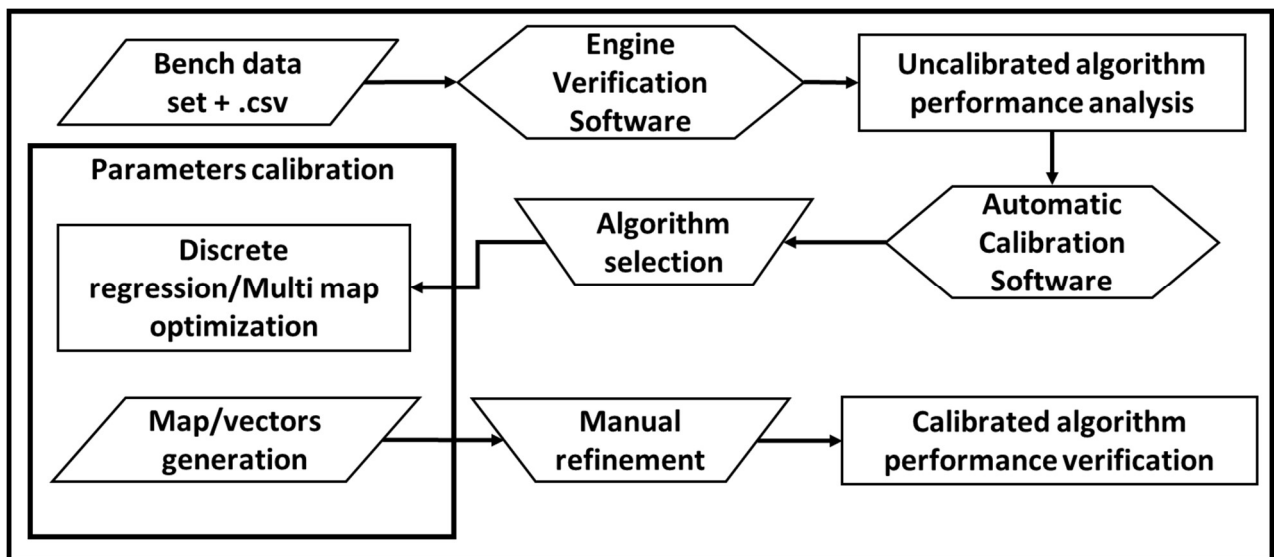 Bench data
set + .csv
Engine
Verification
Software
Uncalibrated algorithm
performance analysis
Parameters calibration
Discrete
regression/Multi map
optimization
Algorithm
selection
Automatic
Calibration
Software
Map/vectors
generation
Manual
refinement
Calibrated algorithm
performance verification